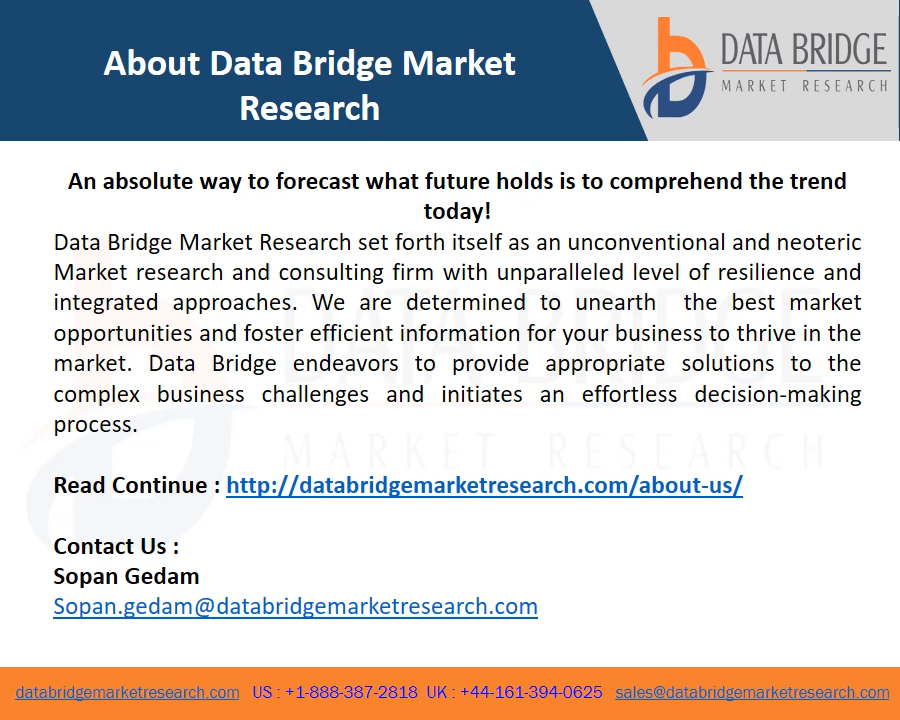 About Data Bridge Market
Research
DATA BRIDGE
MARKET RESEARCH
An absolute way to forecast what future holds is to comprehend the trend
today!
Data Bridge Market Research set forth itself as an unconventional and neoteric
Market research and consulting firm with unparalleled level of resilience and
integrated approaches. We are determined to unearth the best market
opportunities and foster efficient information for your business to thrive in the
market. Data Bridge endeavors to provide appropriate solutions to the
complex business challenges and initiates an effortless decision-making
process.
DATA BRIDGE
MARKET RESEARCH
Read Continue : http://databridgemarketresearch.com/about-us/
Contact Us :
Sopan Gedam
Sopan.gedam@databridgemarketresearch.com
databridgemarketresearch.com US : +1-888-387-2818 UK : +44-161-394-0625 sales@databridgemarketresearch.com